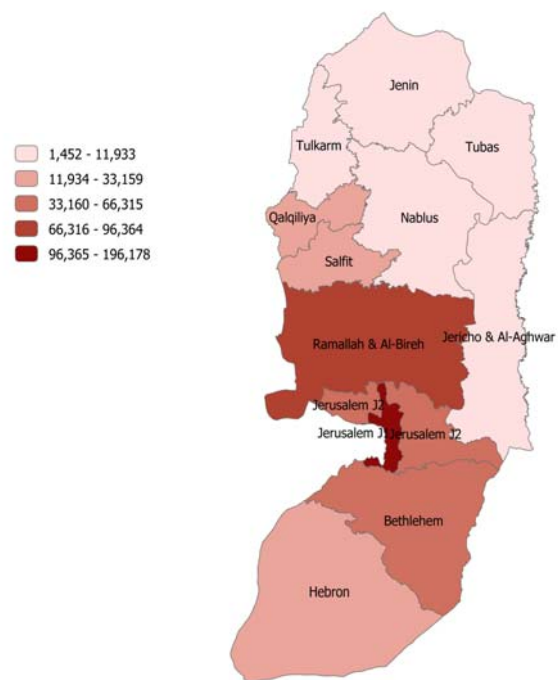 Jenin
Tulkarm
Tubas
1,452 - 11,933
11,934 - 33,159
33,160 - 66,315
66,316 - 96,364
96,365 - 196,178
Qalqiliya
Nablus
Salfit
Ramallah & Al-Bireh
Jericho & Al-Aghwar
Jerusalem J2
Jerusalem J1
Jerusalem J2
Bethlehem
Hebron